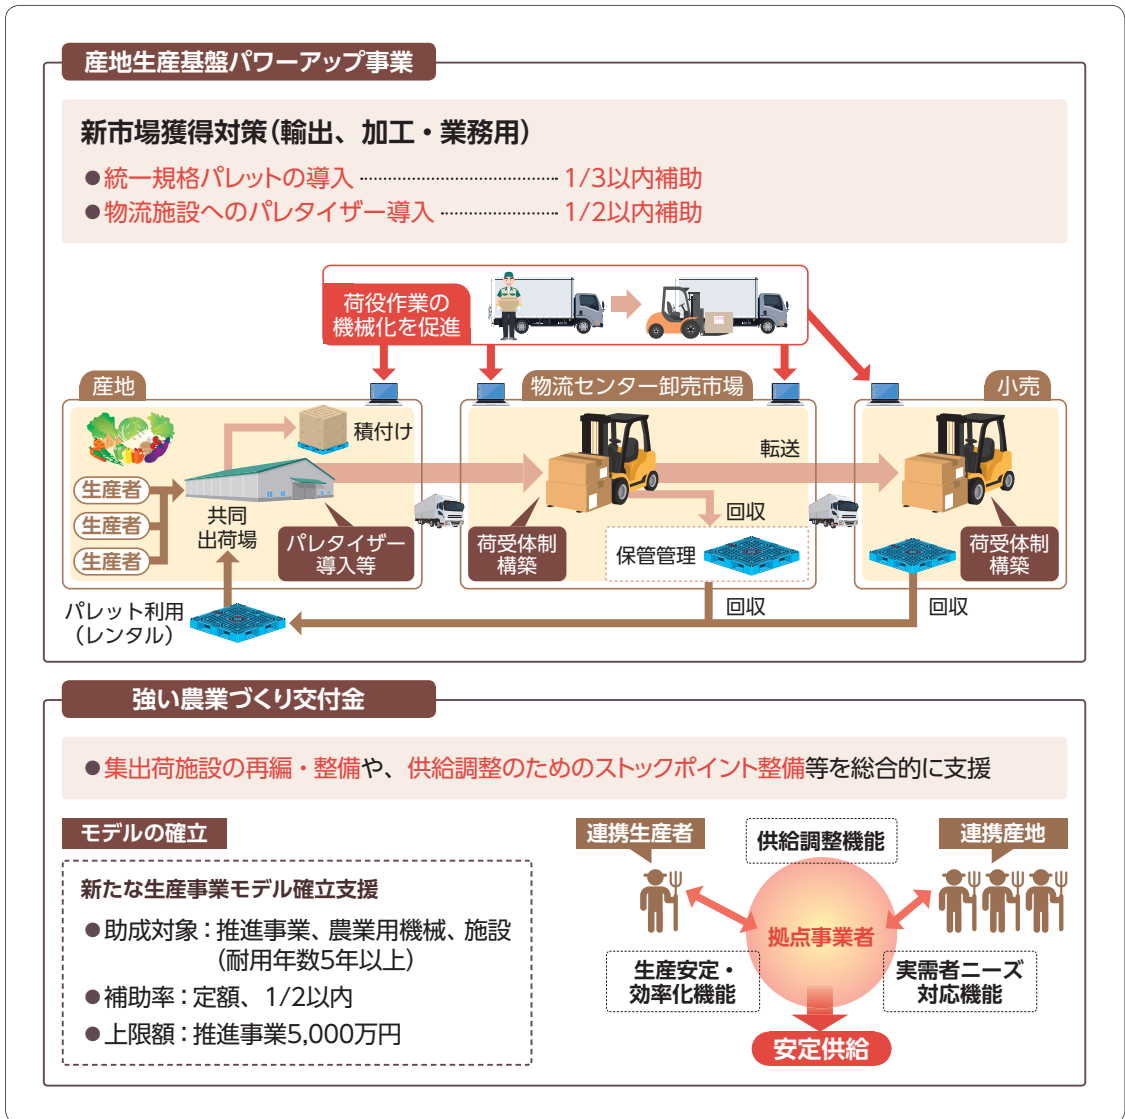 産地生産基盤パワーアップ事業
新市場獲得対策(輸出、加工・業務用)
●統一規格パレットの導入 ………… 1/3以内補助
●物流施設へのパレタイザー導入 ………… 1/2以内補助
荷役作業の
機械化を促進
産地
物流センター卸売市場
小売
積付け
転送
生産者
生産者
生産者
共同
出荷場
パレタイザー
導入等
荷受体制
構築
回収
保管管理
荷受体制
構築
パレット利用
(レンタル)
回収
回収
強い農業づくり交付金
●集出荷施設の再編・整備や、供給調整のためのストックポイント整備等を総合的に支援
モデルの確立
新たな生産事業モデル確立支援
●助成対象:推進事業、農業用機械、施設
(耐用年数5年以上)
●補助率:定額、1/2以内
●上限額:推進事業5,000万円
連携生産者
供給調整機能
連携産地
拠点事業者
生産安定・
効率化機能
実需者ニーズ
対応機能
安定供給